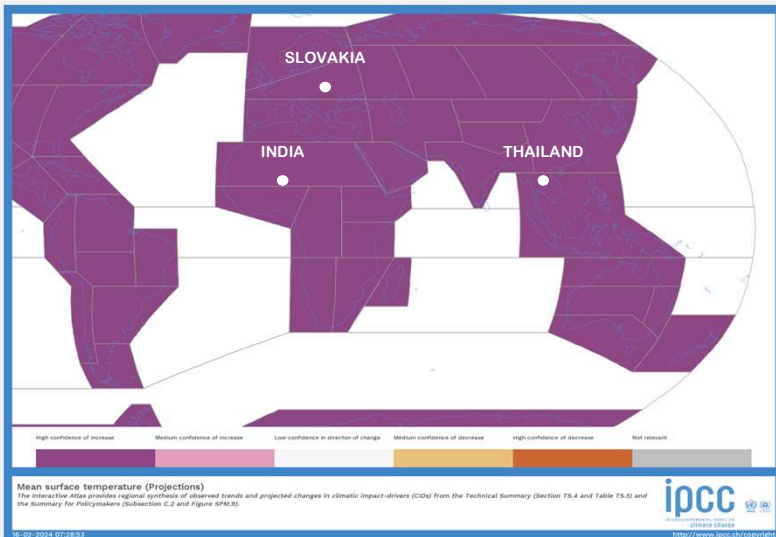 SLOVAKIA
INDIA
THAILAND
High confidence of increase
Medium confidence of increase
Low confidence in directon of change
Medium confidence of decrease
High confidence of decrease
Not relevant
Mean surface temperature (Projections)
The Interactive Atlas provides regional synthesis of observed trends and projected changes in climatic impact-drivers (CIDs) from the Technical Summary (Section TS.4 and Table TS.5) and
the Summary for Policymakers (Subsection C.2 and Figure SPM.9).
ipcc
INTERGOVERNMENTAL PANEL ON
climate change
16-02-2024 07:28:53
http://www.ipcc.ch/copyright